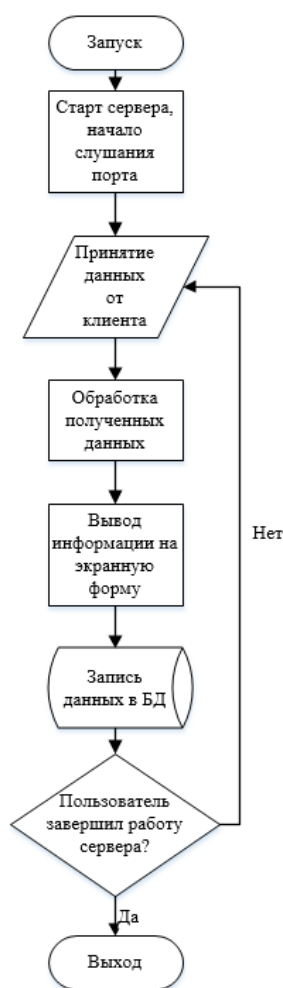 Запуск
Старт сервера,
начало
слушания
порта
Принятие
данных
от
клиента
Обработка
полученных
данных
Вывод
информации на
экранную
форму
Нет
Запись
данных в БД
Пользователь
завершил работу
сервера?
Да
Выход